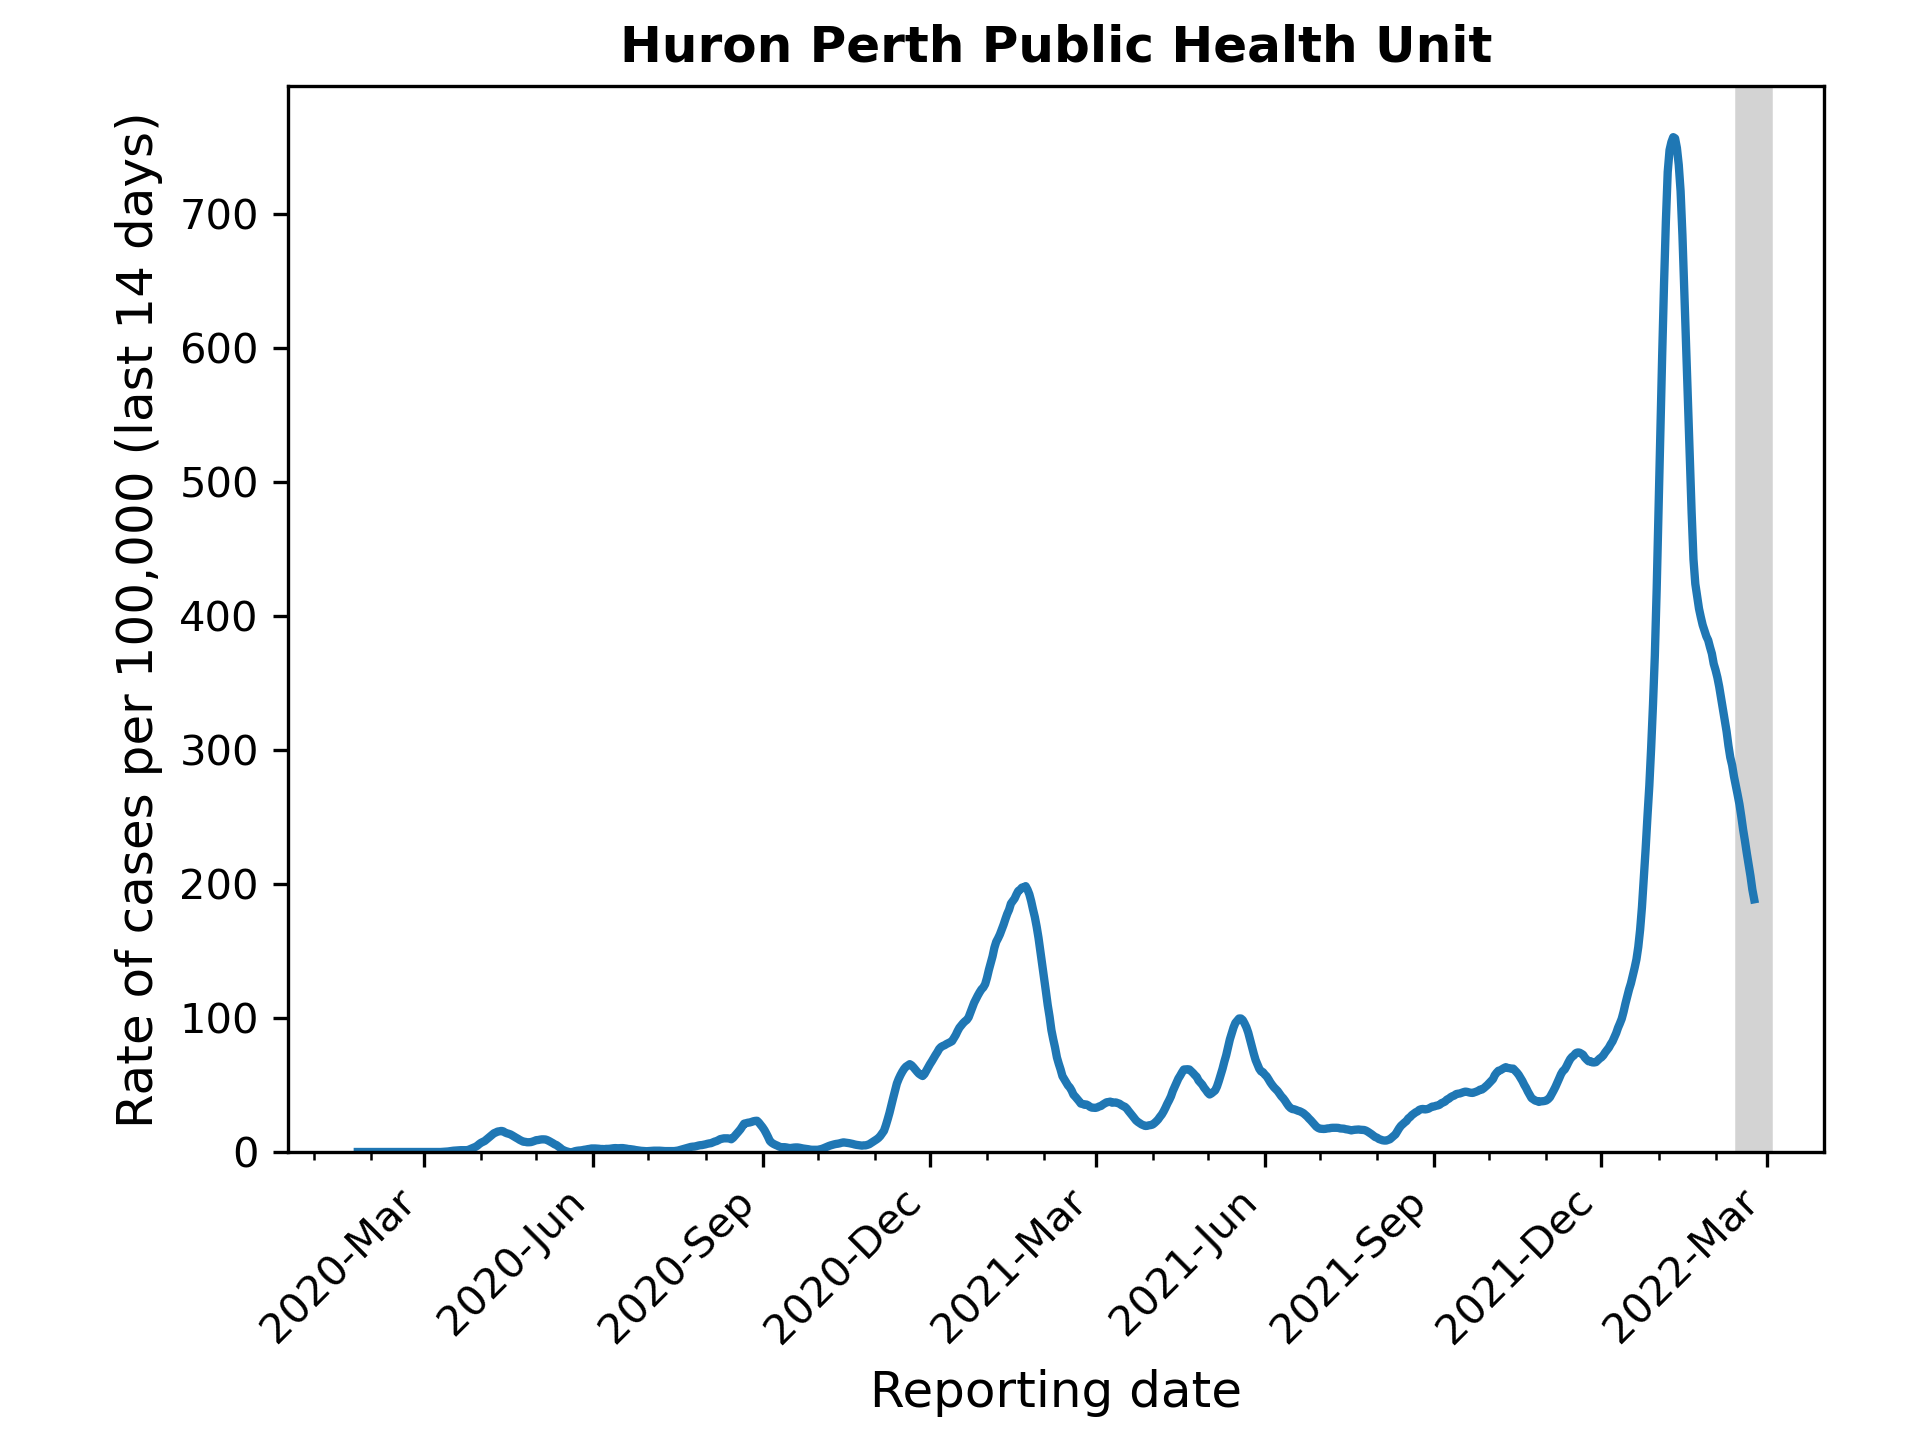 Huron Perth Public Health Unit
Rate of cases per 100,000 (last 14 days)
700
600
500
400
300
200
100
0
2020-Mar
2020-Jun
2020-Sep
2020-Dec
2021-Mar
2021-Jun
2021-Sep
2021-Dec
2022-Mar
Reporting date